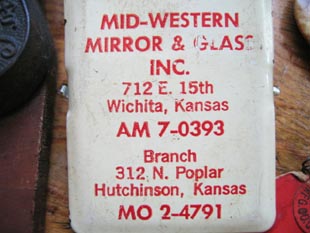 MID-WESTERN
MIRROR & GLASS
INC.
712 E. 15th
Wichita, Kansas
AM 7-0393
Branch
312 N. Poplar
Hutchinson, Kansas
MO 2-4791